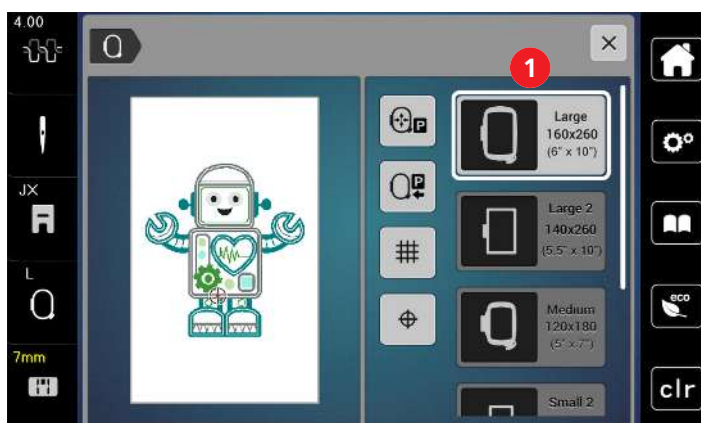 4.00
JX
L
7mm
P
P
1
Large
160x260
(6" x 10")
Large 2
140x260
(5.5" x 10")
Medium
120x180
(5" x 7")
Small 2
eco
clr